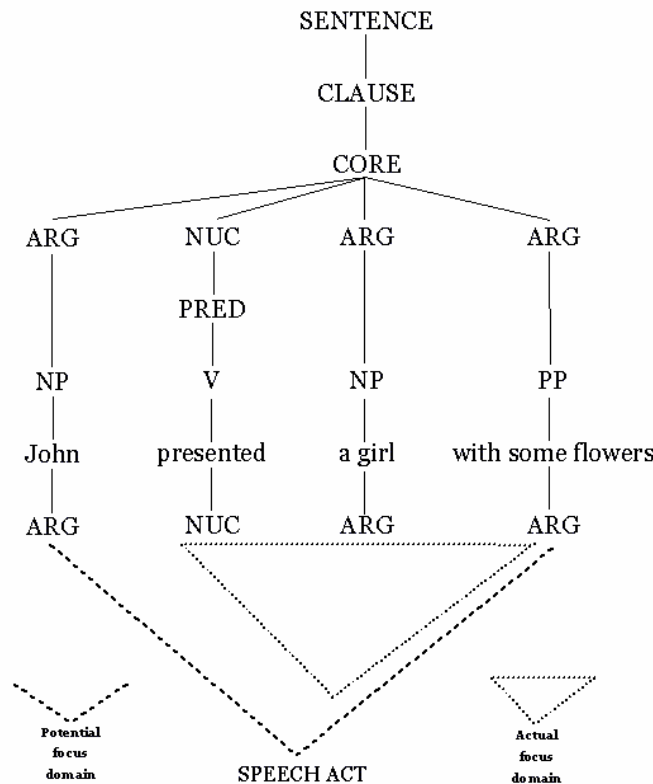 SENTENCE
CLAUSE
CORE
ARG NUC ARG ARG
PRED
NP V NP PP
John presented a girl with some flowers
ARG NUC ARG ARG
Potential
focus
domain
SPEECH ACT
Actual
focus
domain